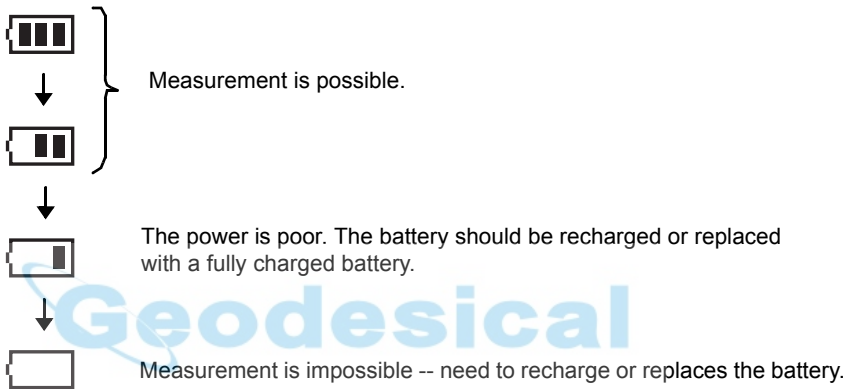 Measurement is possible.
The power is poor. The battery should be recharged or replaced
with a fully charged battery.
Geodesical
Measurement is impossible -- need to recharge or replaces the battery.